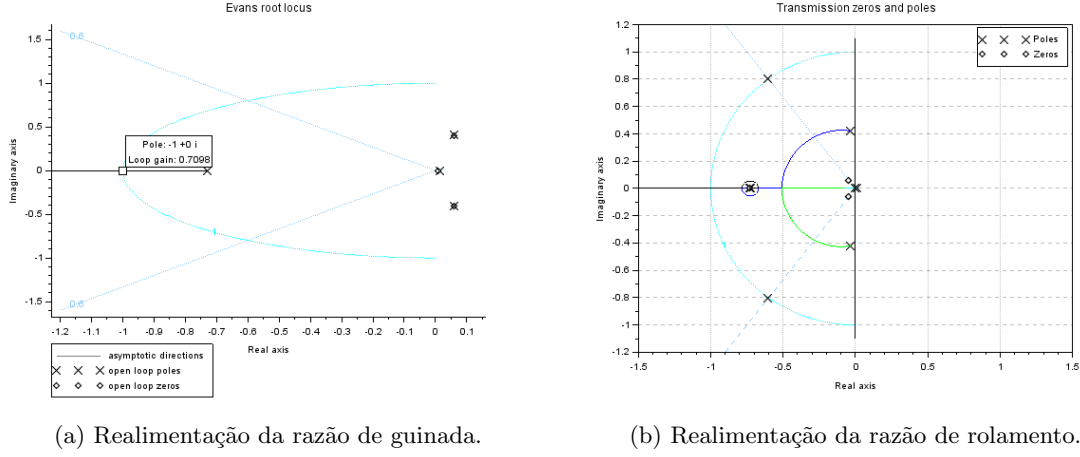 Evans root locus
1.5
1
0.5
0
-0.5
-1
-1.5
Imaginary axis
0.6
0.6
Pole: -1 +0 i
Loop gain: 0.7098
1
-1.2 -1.1 -1 -0.9 -0.8 -0.7 -0.6 -0.5 -0.4 -0.3 -0.2 -0.1 0 0.1
Real axis
asymptotic directions
open loop poles
open loop zeros
(a) Realimentação da razão de guinada.
Transmission zeros and poles
1.2
1
0.8
0.6
0.4
0.2
0
-0.2
-0.4
-0.6
-0.8
-1
-1.2
Imaginary axis
Poles
Zeros
-1.5 -1 -0.5 0 0.5 1 1.5
Real axis
(b) Realimentação da razão de rolamento.